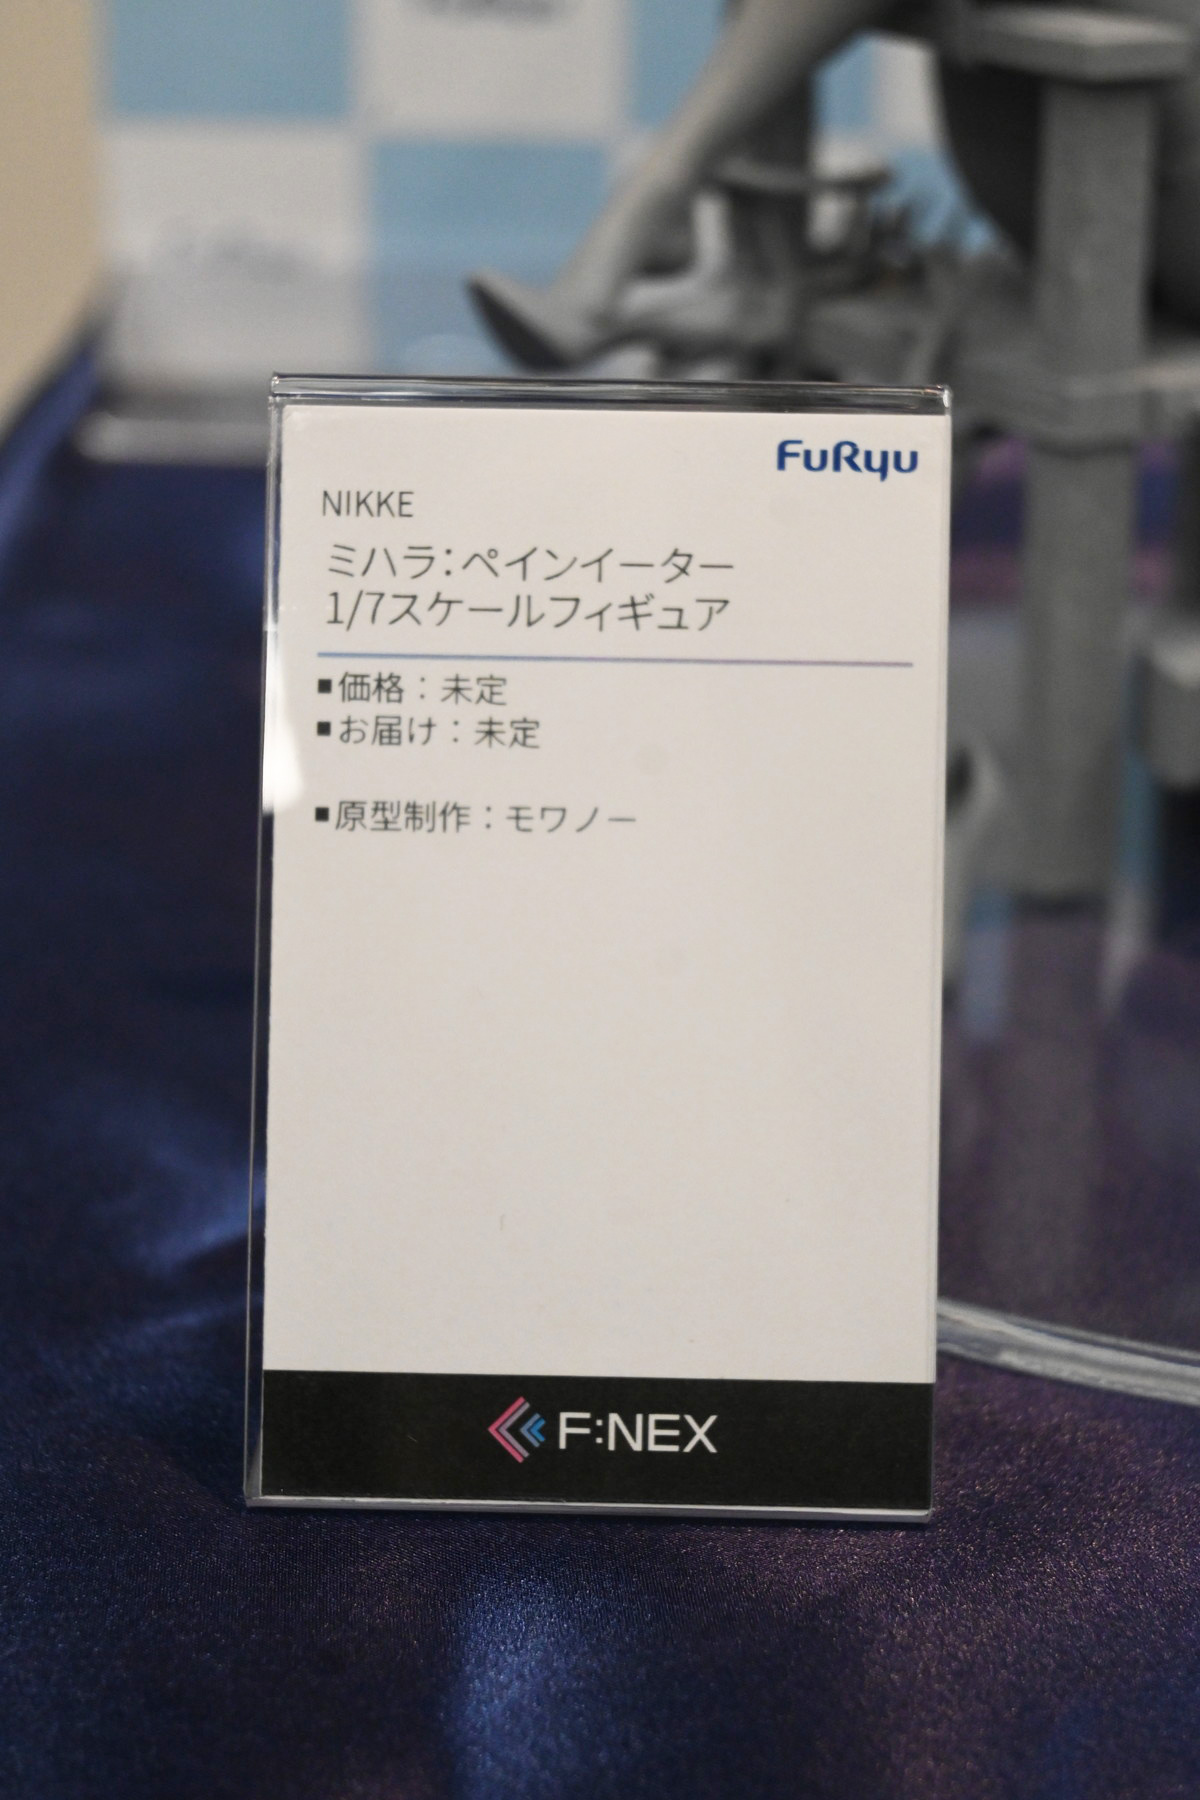 FuRyu
NIKKE
ミハラ：ペインイーター
1/7スケールフィギュア
■価格：未定
■お届け：未定
■原型制作：モワノー
F:NEX